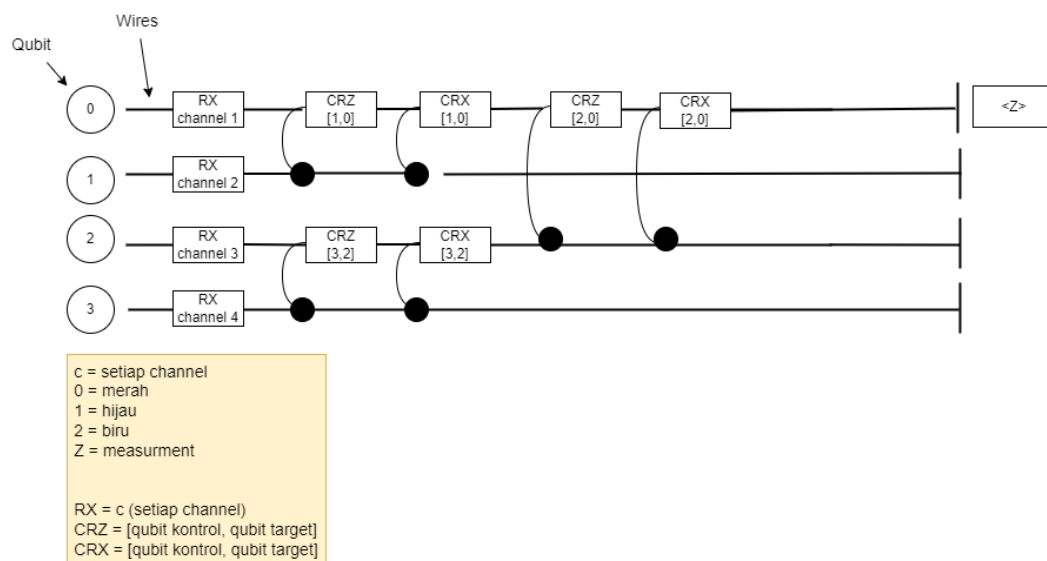 Wires
Qubit
0
RX
channel 1
CRZ
[1,0]
CRX
[1,0]
CRZ
[2,0]
CRX
[2,0]
<Z>
1
RX
channel 2
2
RX
channel 3
CRZ
[3,2]
CRX
[3,2]
3
RX
channel 4
c = setiap channel
0 = merah
1 = hijau
2 = biru
Z = measurment
RX = c (setiap channel)
CRZ = [qubit kontrol, qubit target]
CRX = [qubit kontrol, qubit target]